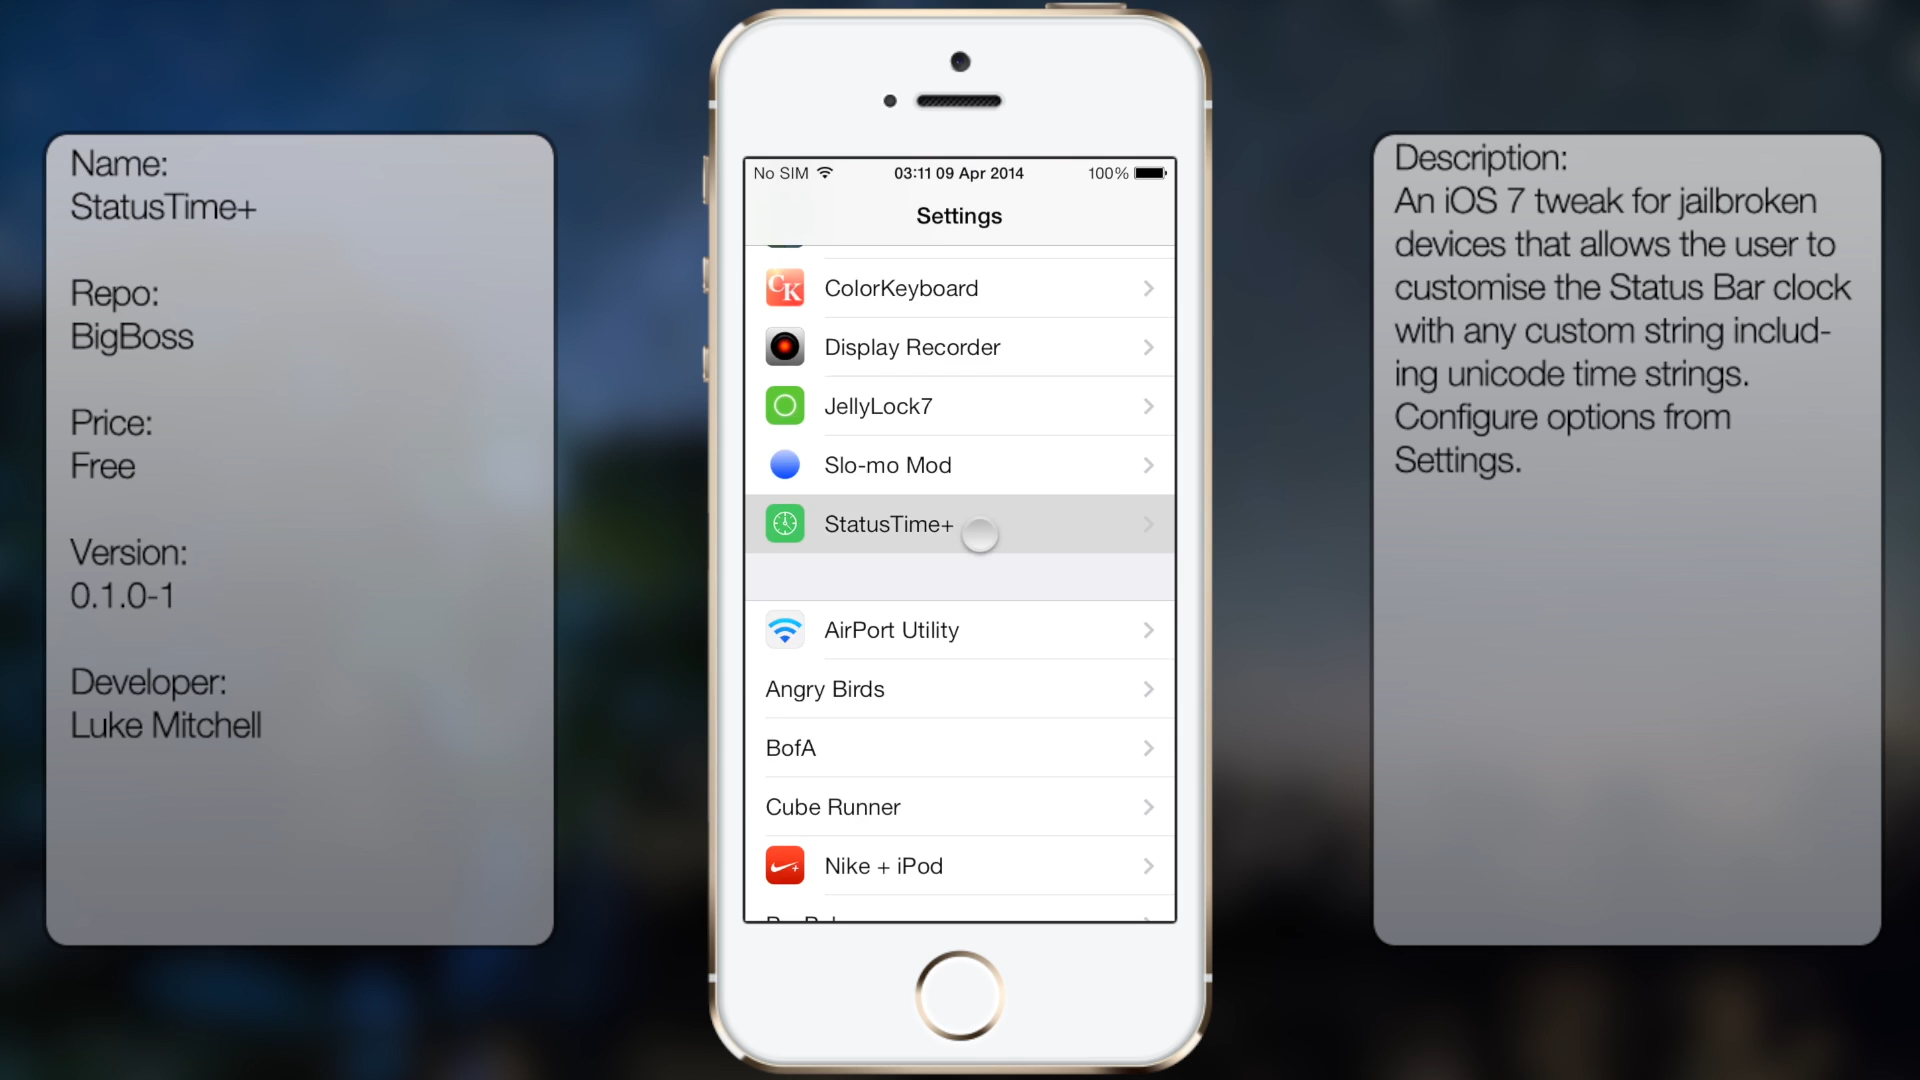 Name:
StatusTime+
Repo:
BigBoss
Price:
Free
Version:
0.1.0-1
Developer:
Luke Mitchell
No SIM 03:11 09 Apr 2014 100%
Settings
CK ColorKeyboard
Display Recorder
JellyLock7
Slo-mo Mod
StatusTime+
AirPort Utility
Angry Birds
BofA
Cube Runner
Nike + iPod
Description:
An iOS 7 tweak for jailbroken
devices that allows the user to
customise the Status Bar clock
with any custom string includ-
ing unicode time strings.
Configure options from
Settings.